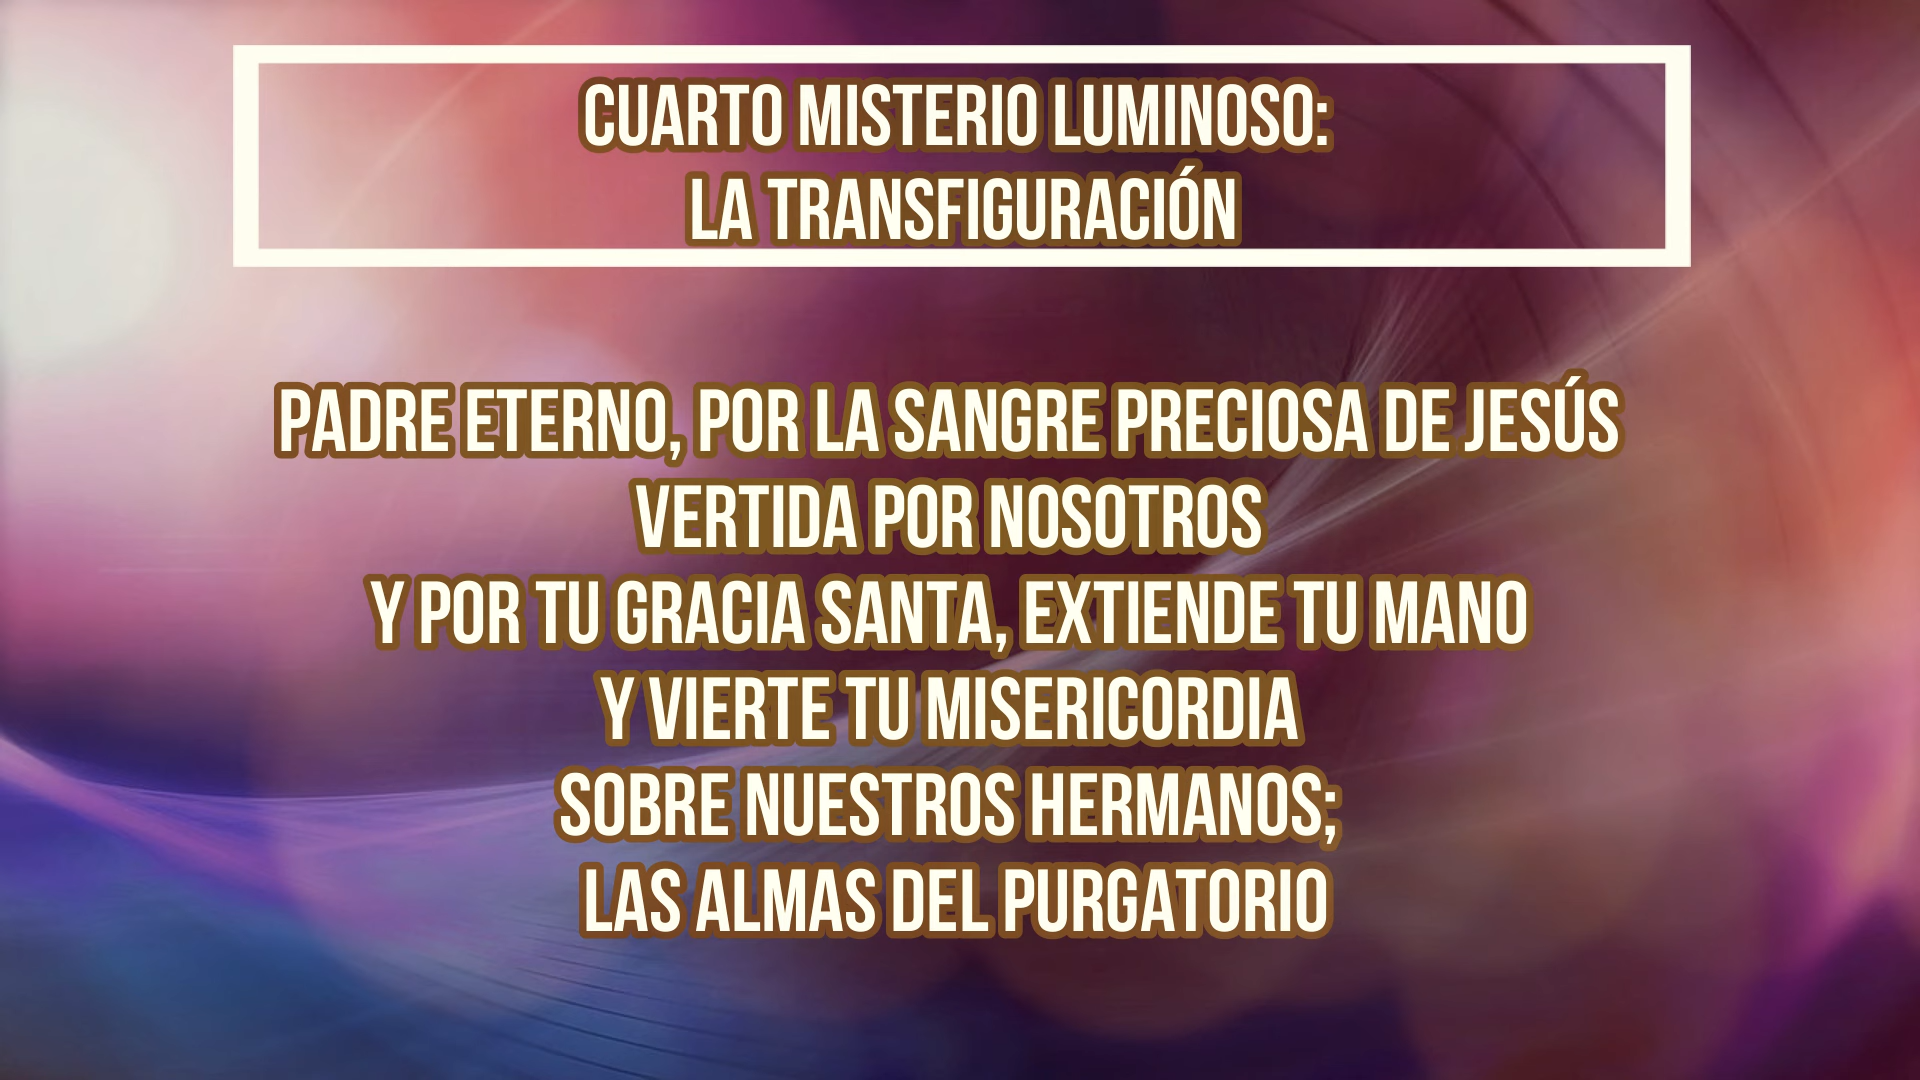 CUARTO MISTERIO LUMINOSO:
LA TRANSFIGURACIÓN
PADRE ETERNO, POR LA SANGRE PRECIOSA DE JESÚS
VERTIDA POR NOSOTROS
Y POR TU GRACIA SANTA, EXTIENDE TU MANO
Y VIERTE TU MISERICORDIA
SOBRE NUESTROS HERMANOS;
LAS ALMAS DEL PURGATORIO